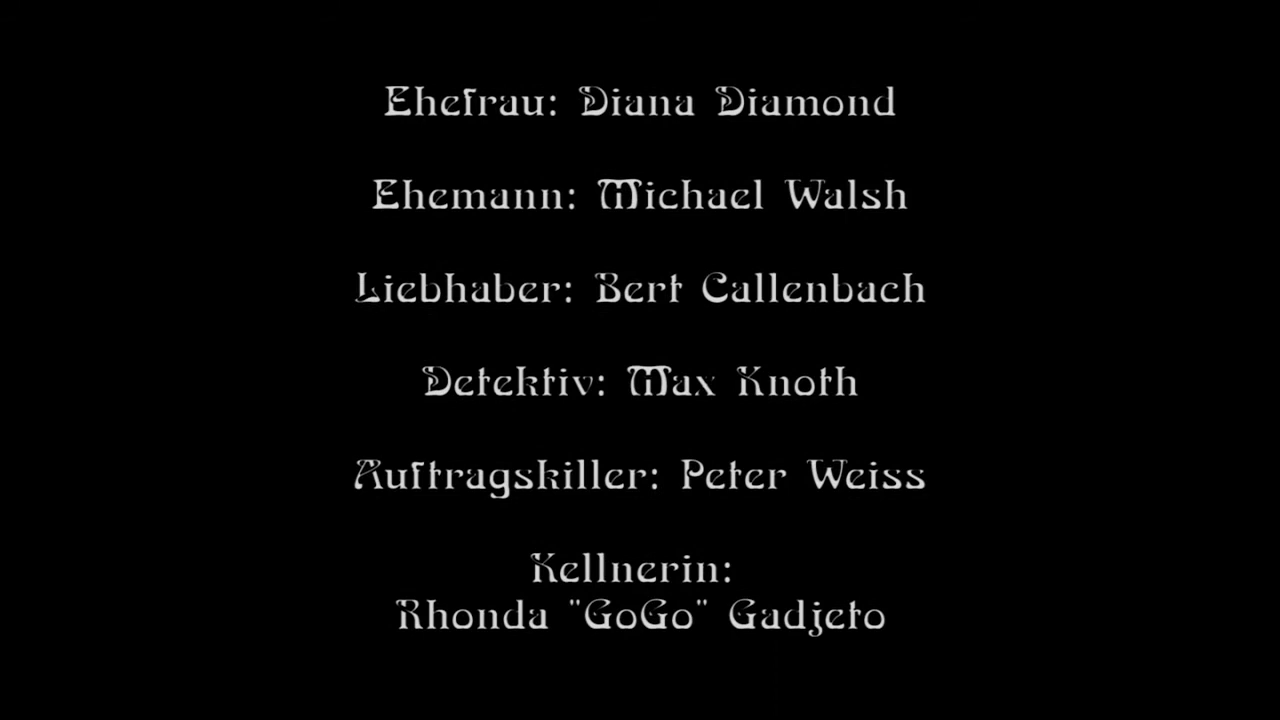 Ehefrau: Diana Diamond
Ehemann: Michael Walsh
Liebhaber: Bert Callenbach
Detektiv: Max Knoth
Auftragskiller: Peter Weiss
Kellnerin:
Rhonda "GoGo" Gadjeto